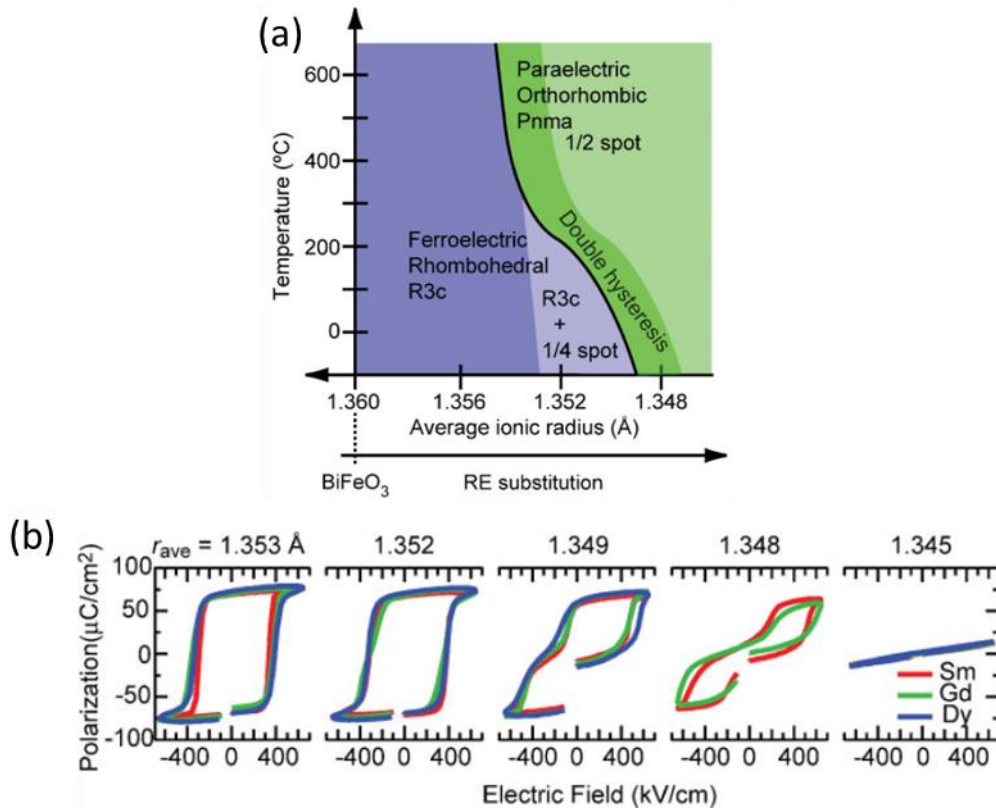 (a)
600
400
200
0
Temperature (ºC)
Paraelectric
Orthorhombic
Pnma
1/2 spot
Double hysteresis
Ferroelectric
Rhombohedral
R3c
R3c
+
1/4 spot
1.360 1.356 1.352 1.348
Average ionic radius (Å)
BiFeO3 RE substitution
(b)
rave = 1.353 Å 1.352 1.349 1.348 1.345
Polarization(μC/cm2)
100
50
0
-50
-100
Sm
Gd
Dy
-400 0 400 -400 0 400 -400 0 400 -400 0 400 -400 0 400
Electric Field (kV/cm)